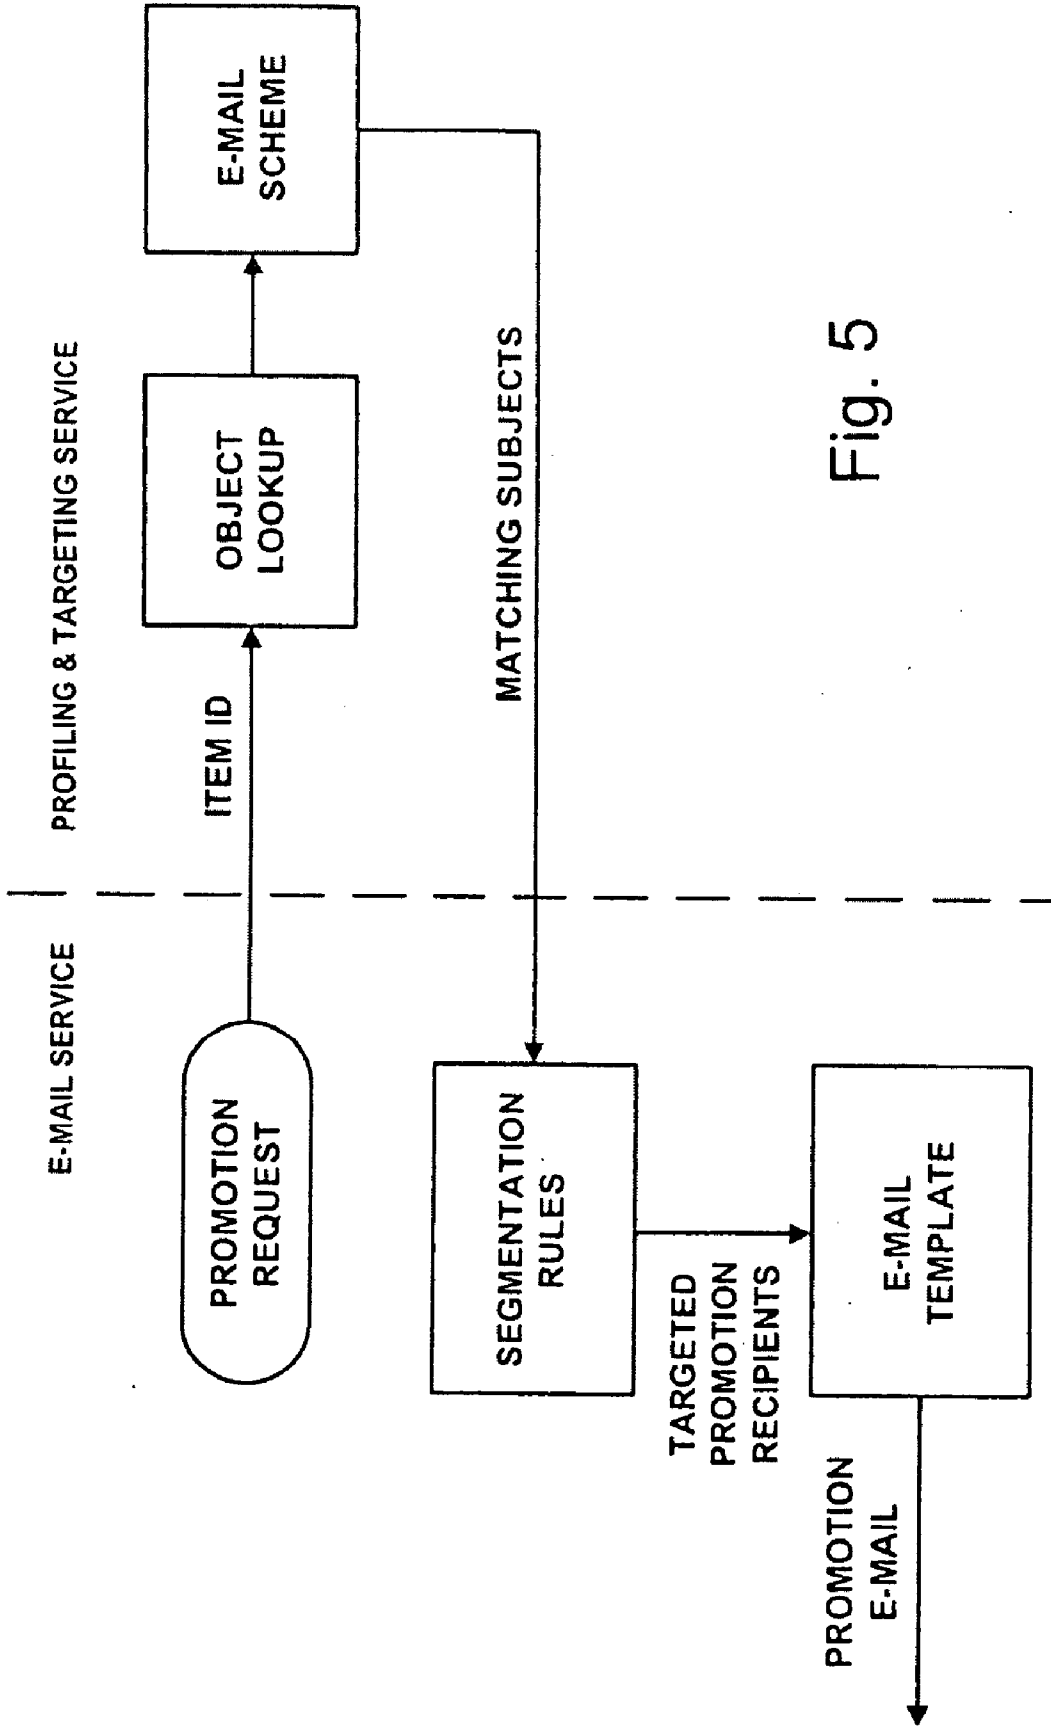 E-MAIL SERVICE
PROFILING & TARGETING SERVICE
PROMOTION
REQUEST
ITEM ID
OBJECT
LOOKUP
E-MAIL
SCHEME
MATCHING SUBJECTS
SEGMENTATION
RULES
TARGETED
PROMOTION
RECIPIENTS
E-MAIL
TEMPLATE
PROMOTION
E-MAIL
Fig. 5